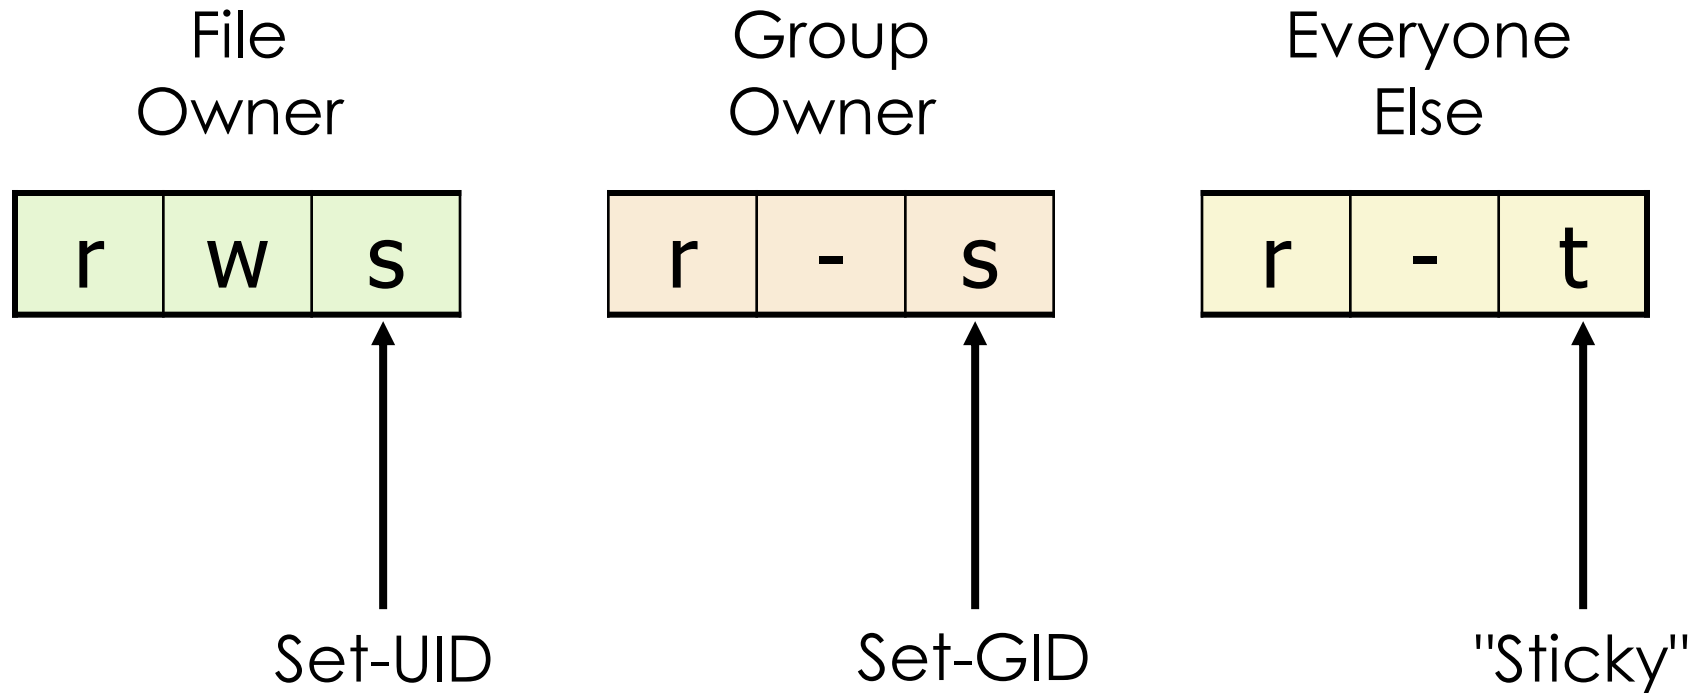 File
Owner
Group
Owner
Everyone
Else
r w s
r - s
r - t
Set-UID
Set-GID
"Sticky"